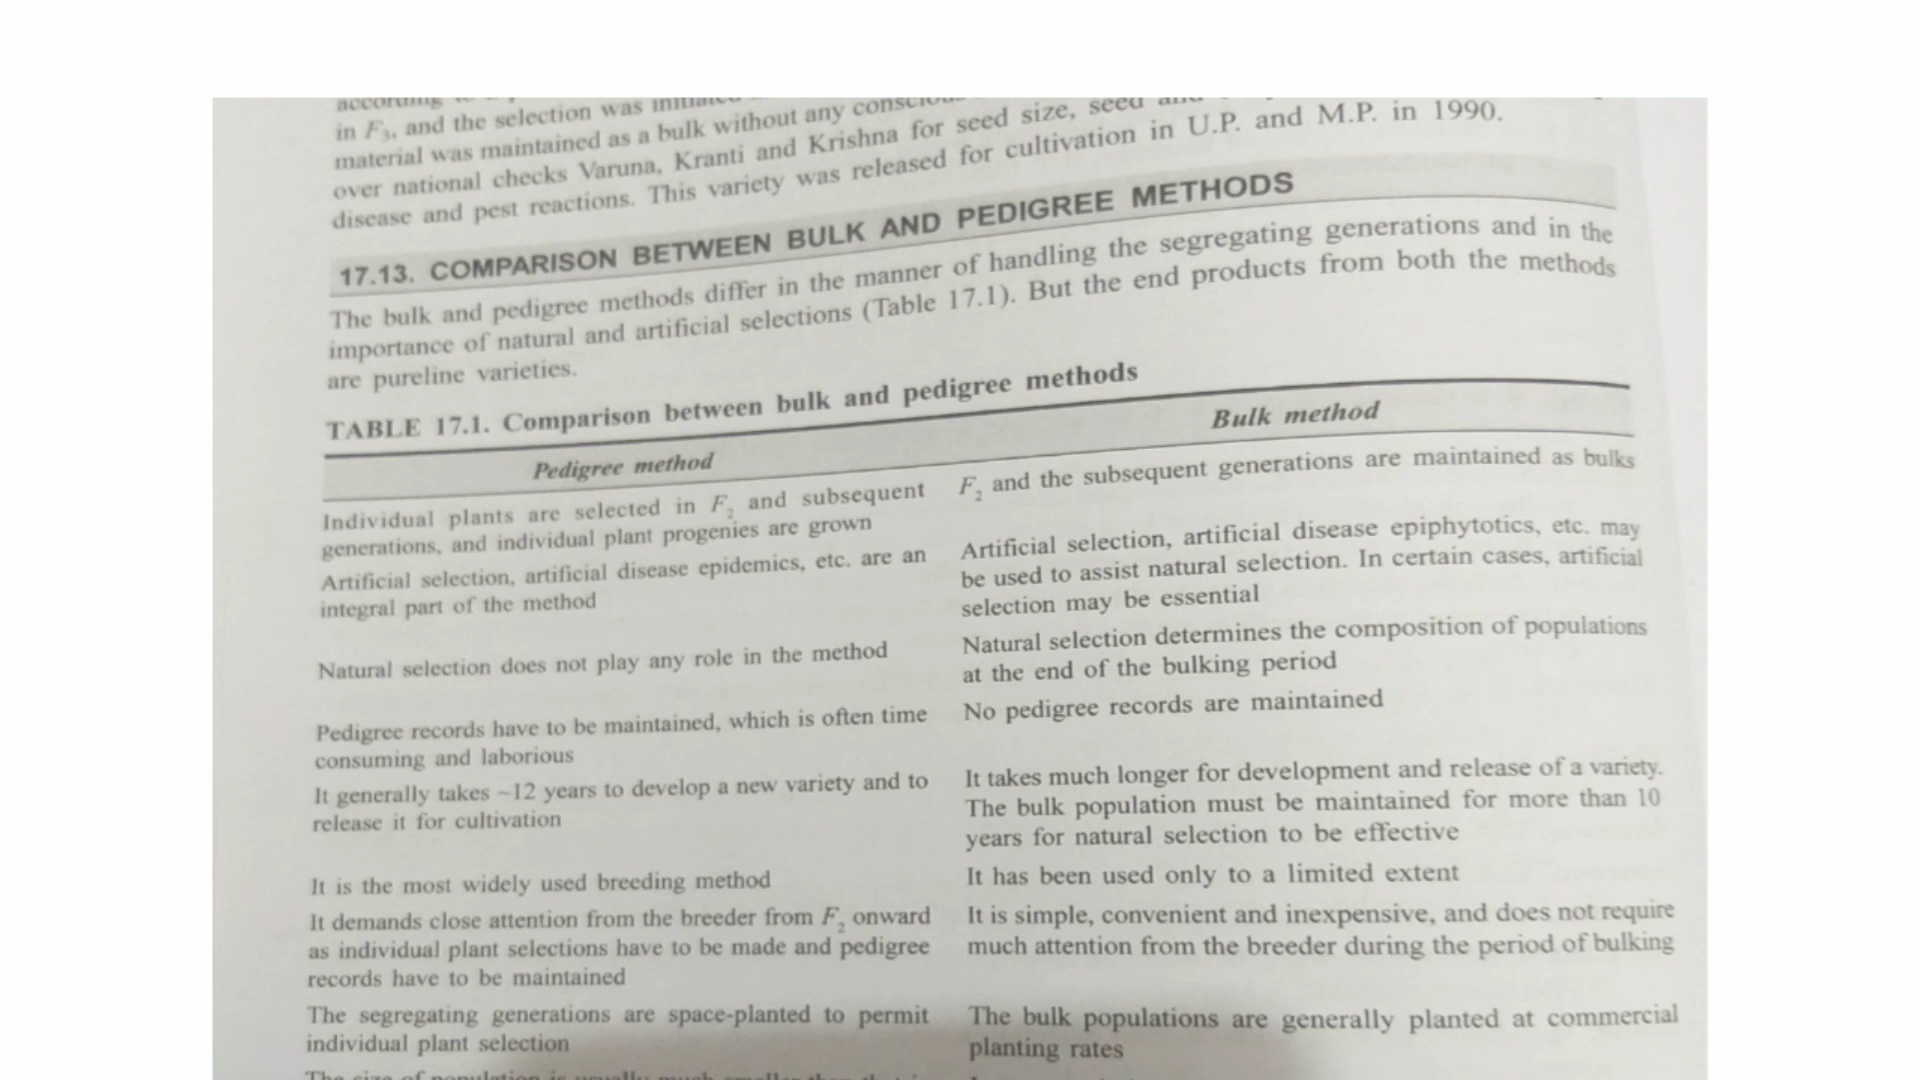 in F3, and the selection was
material was maintained as a bulk without any
over national checks Varuna, Kranti and Krishna for seed size, seed
disease and pest reactions. This variety was released for cultivation in U.P. and M.P. in 1990.
17.13. COMPARISON BETWEEN BULK AND PEDIGREE METHODS
The bulk and pedigree methods differ in the manner of handling the segregating generations and in the
importance of natural and artificial selections (Table 17.1). But the end products from both the methods
are pureline varieties.
TABLE 17.1. Comparison between bulk and pedigree methods
Pedigree method
Individual plants are selected in F2 and subsequent
generations, and individual plant progenies are grown
Artificial selection, artificial disease epidemics, etc. are an
integral part of the method
Natural selection does not play any role in the method
Pedigree records have to be maintained, which is often time
consuming and laborious
It generally takes ~12 years to develop a new variety and to
release it for cultivation
It is the most widely used breeding method
It demands close attention from the breeder from F2 onward
as individual plant selections have to be made and pedigree
records have to be maintained
The segregating generations are space-planted to permit
individual plant selection
The size of population is usually much smaller than that
Bulk method
F2 and the subsequent generations are maintained as bulks
Artificial selection, artificial disease epiphytotics, etc. may
be used to assist natural selection. In certain cases, artificial
selection may be essential
Natural selection determines the composition of populations
at the end of the bulking period
No pedigree records are maintained
It takes much longer for development and release of a variety.
The bulk population must be maintained for more than 10
years for natural selection to be effective
It has been used only to a limited extent
It is simple, convenient and inexpensive, and does not require
much attention from the breeder during the period of bulking
The bulk populations are generally planted at commercial
planting rates